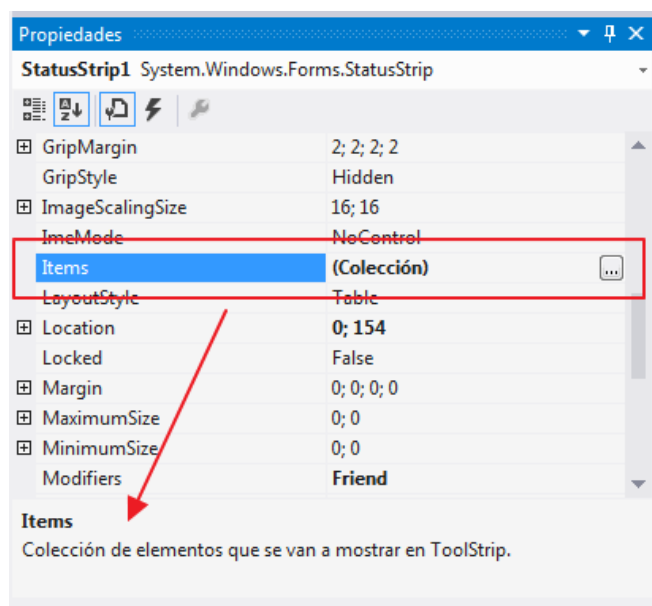 Propiedades
StatusStrip1 System.Windows.Forms.StatusStrip
GripMargin 2; 2; 2; 2
GripStyle Hidden
ImageScalingSize 16; 16
ImeMode NoControl
Items (Colección) ...
LayoutStyle Table
Location 0; 154
Locked False
Margin 0; 0; 0; 0
MaximumSize 0; 0
MinimumSize 0; 0
Modifiers Friend
Items
Colección de elementos que se van a mostrar en ToolStrip.